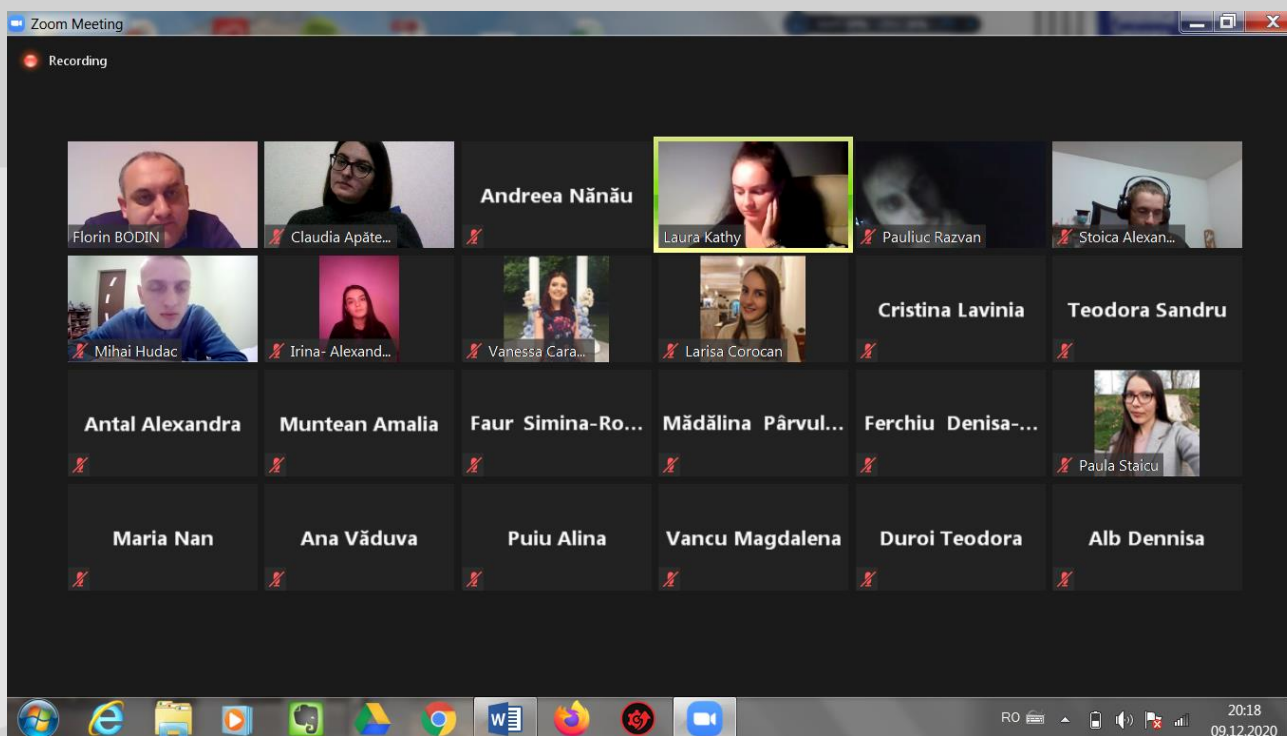 Zoom Meeting
Recording
Florin BODIN
Claudia Apăte...
Andreea Nănău
Laura Kathy
Pauliuc Razvan
Stoica Alexan...
Mihai Hudac
Irina- Alexand...
Vanessa Cara...
Larisa Corocan
Cristina Lavinia
Teodora Sandru
Antal Alexandra
Muntean Amalia
Faur Simina-Ro...
Mădălina Pârvul...
Ferchiu Denisa-...
Paula Staicu
Maria Nan
Ana Văduva
Puiu Alina
Vancu Magdalena
Duroi Teodora
Alb Dennisa
RO
20:18
09.12.2020